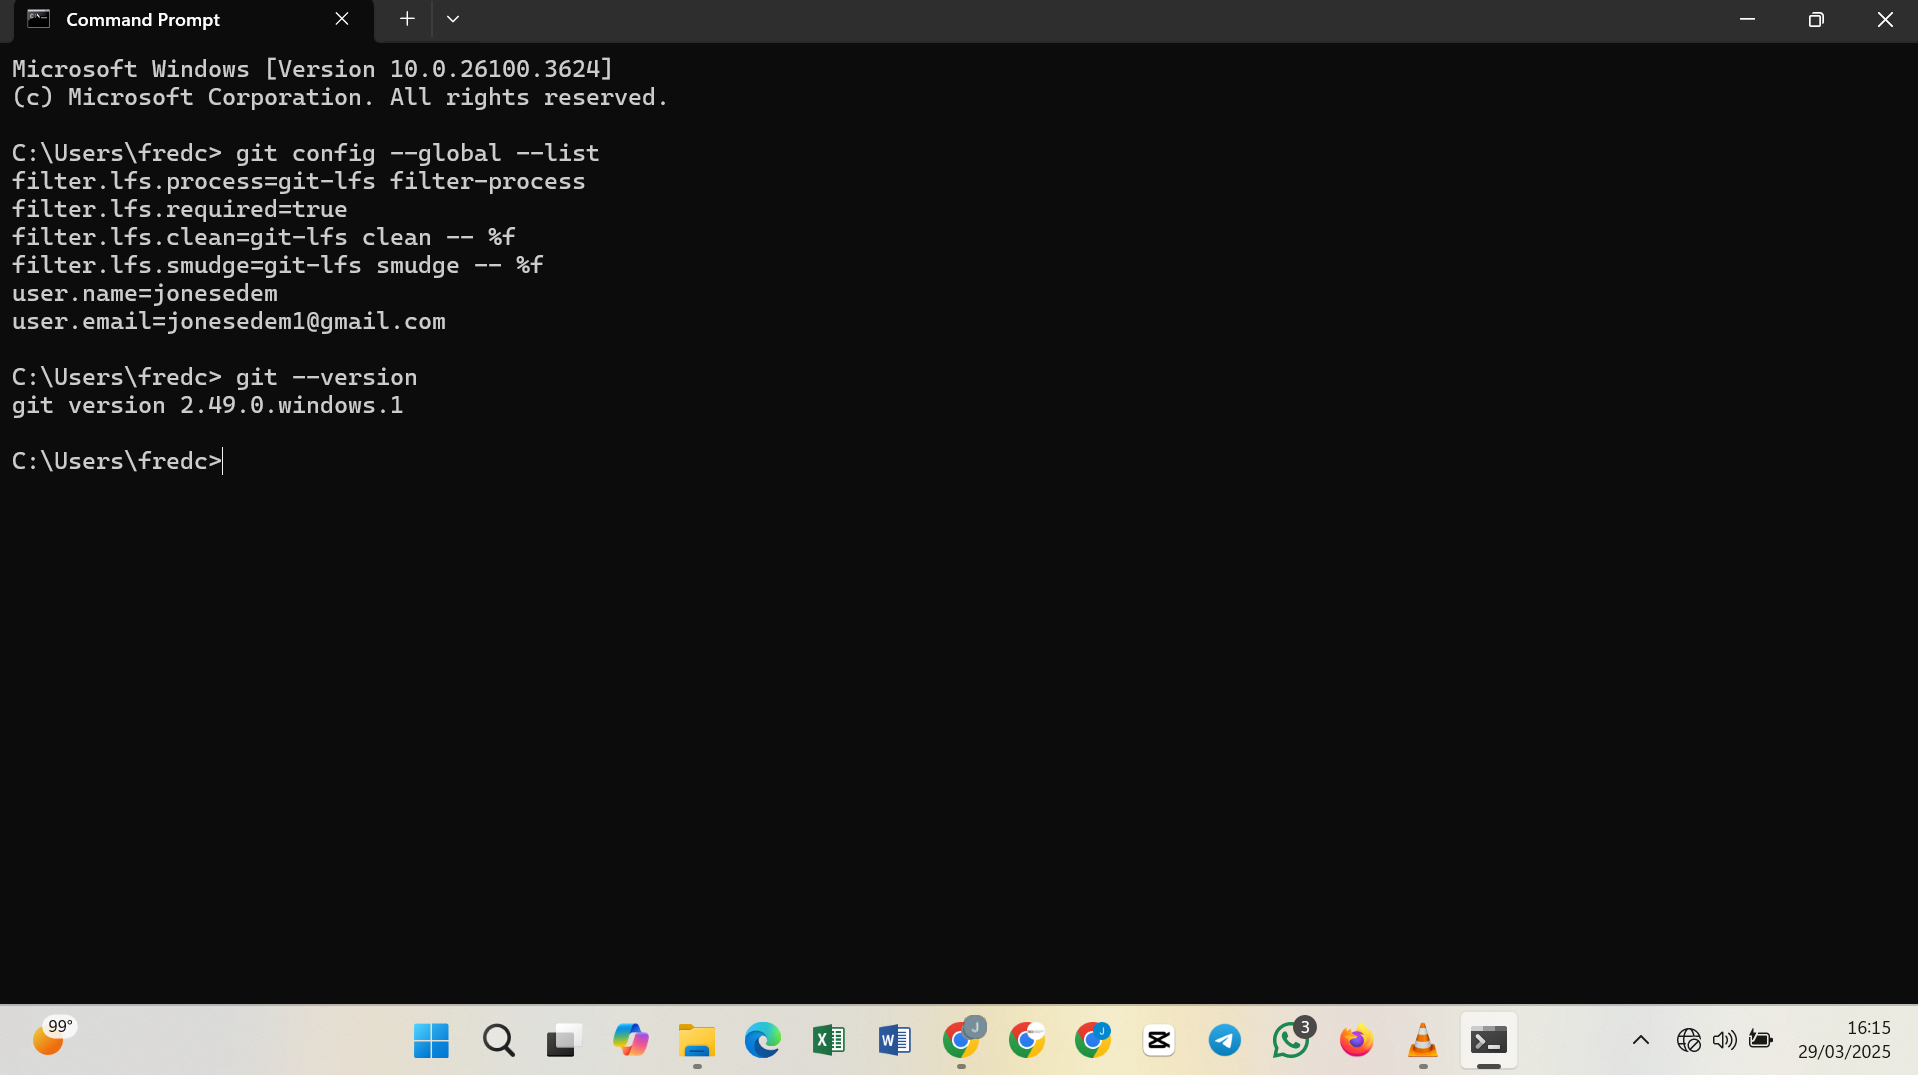 Command Prompt
Microsoft Windows [Version 10.0.26100.3624]
(c) Microsoft Corporation. All rights reserved.
C:\Users\fredc> git config --global --list
filter.lfs.process=git-lfs filter-process
filter.lfs.required=true
filter.lfs.clean=git-lfs clean -- %f
filter.lfs.smudge=git-lfs smudge -- %f
user.name=jonesedem
user.email=jonesedem1@gmail.com
C:\Users\fredc> git --version
git version 2.49.0.windows.1
C:\Users\fredc>
99°
J
J
3
16:15
29/03/2025